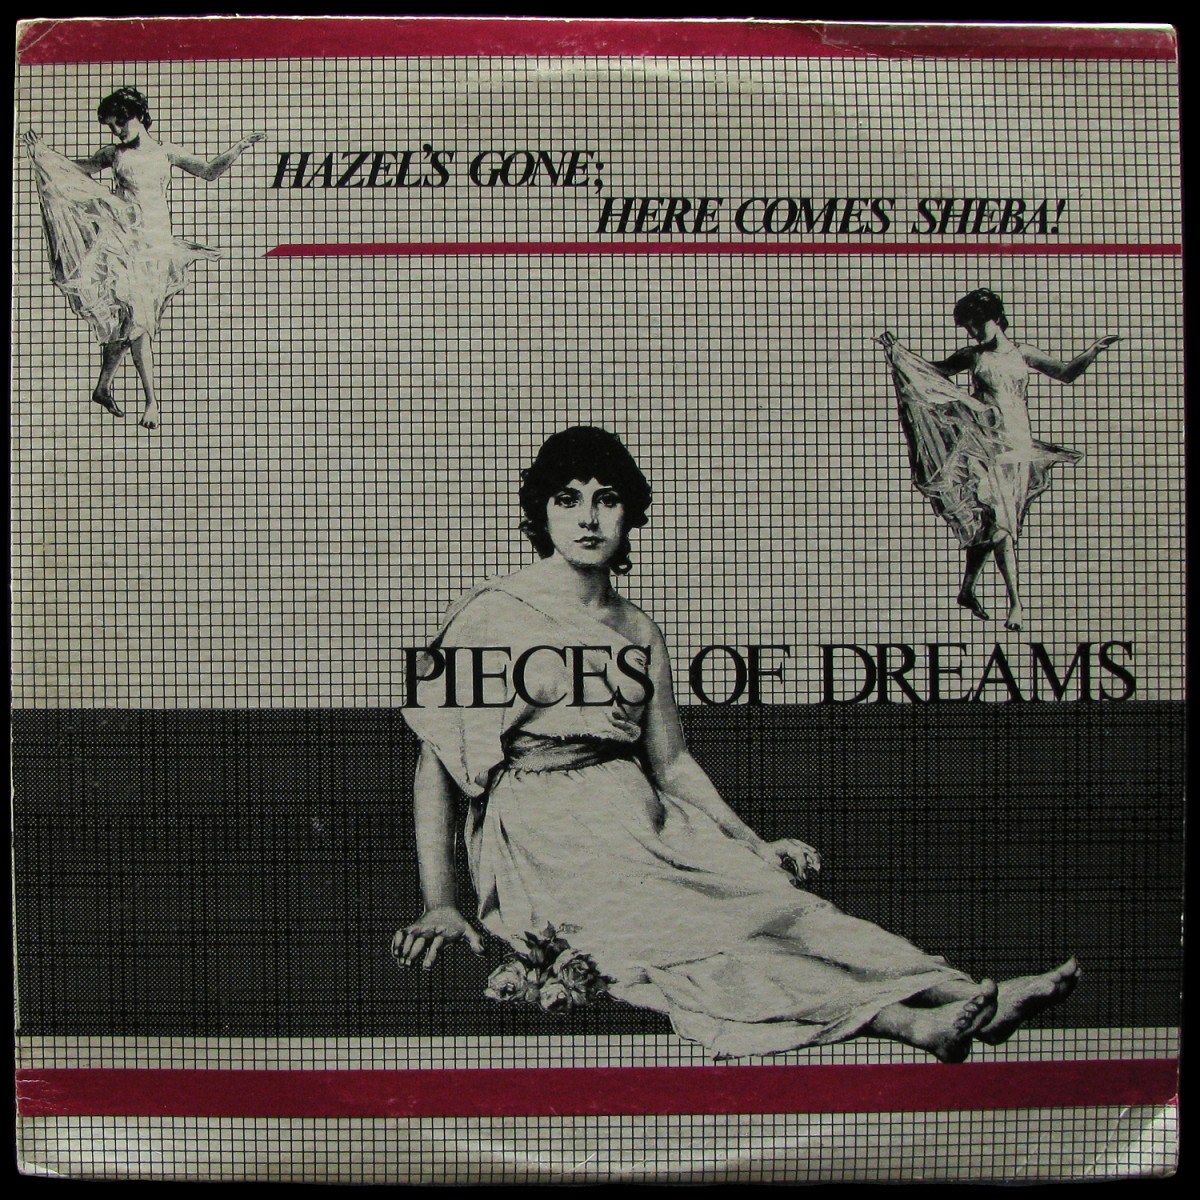 HAZEL'S GONE;
HERE COMES SHEBA!
PIECES OF DREAMS